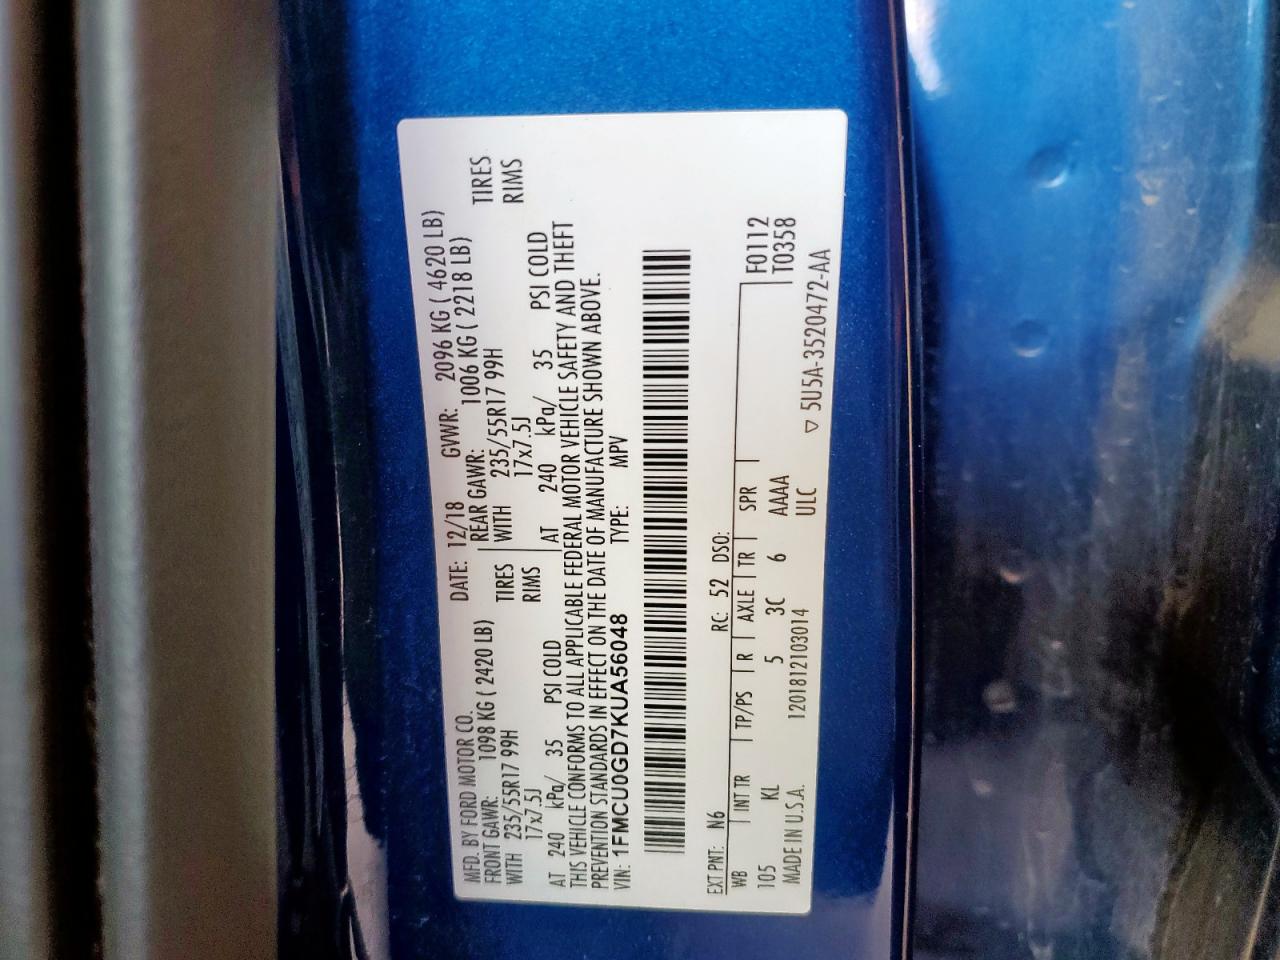 MFD. BY FORD MOTOR CO.
DATE: 12/18 GVWR: 2096 KG ( 4620 LB)
FRONT GAWR: 1098 KG ( 2420 LB) REAR GAWR: 1006 KG ( 2218 LB)
WITH 235/55R17 99H TIRES WITH 235/55R17 99H TIRES
17x7.5J RIMS 17x7.5J RIMS
AT 240 kPa/ 35 PSI COLD AT 240 kPa/ 35 PSI COLD
THIS VEHICLE CONFORMS TO ALL APPLICABLE FEDERAL MOTOR VEHICLE SAFETY AND THEFT
PREVENTION STANDARDS IN EFFECT ON THE DATE OF MANUFACTURE SHOWN ABOVE.
VIN: 1FMCU0GD7KUA56048 TYPE: MPV
EXT PNT: N6 RC: 52 DSO:
WB INT TR TP/PS R AXLE TR SPR F0112
105 KL 5 3C 6 AAAA T0358
MADE IN U.S.A. 1201812103014 ULC
▽ 5U5A-3520472-AA